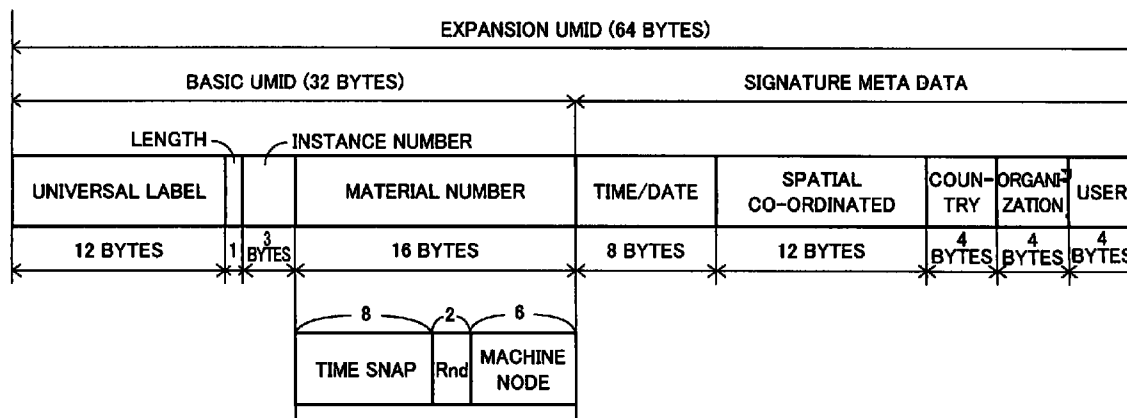 EXPANSION UMID (64 BYTES)
BASIC UMID (32 BYTES)
SIGNATURE META DATA
LENGTH
INSTANCE NUMBER
UNIVERSAL LABEL
MATERIAL NUMBER
TIME/DATE
SPATIAL
CO-ORDINATED
COUN-
TRY
ORGANI-
ZATION
USER
12 BYTES
1
3
BYTES
16 BYTES
8 BYTES
12 BYTES
4
BYTES
4
BYTES
4
BYTES
8
2
6
TIME SNAP
Rnd
MACHINE
NODE